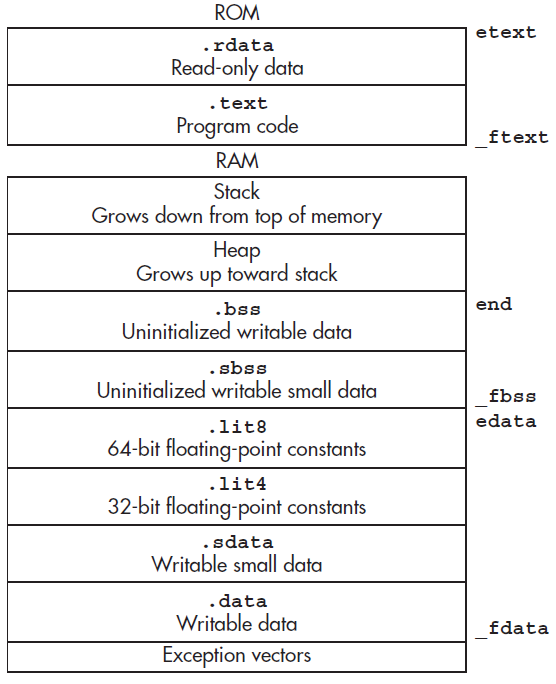 ROM
etext
.rdata
Read-only data
.text
Program code
_ftext
RAM
Stack
Grows down from top of memory
Heap
Grows up toward stack
end
.bss
Uninitialized writable data
.sbss
Uninitialized writable small data
_fbss
edata
.lit8
64-bit floating-point constants
.lit4
32-bit floating-point constants
.sdata
Writable small data
.data
Writable data
_fdata
Exception vectors